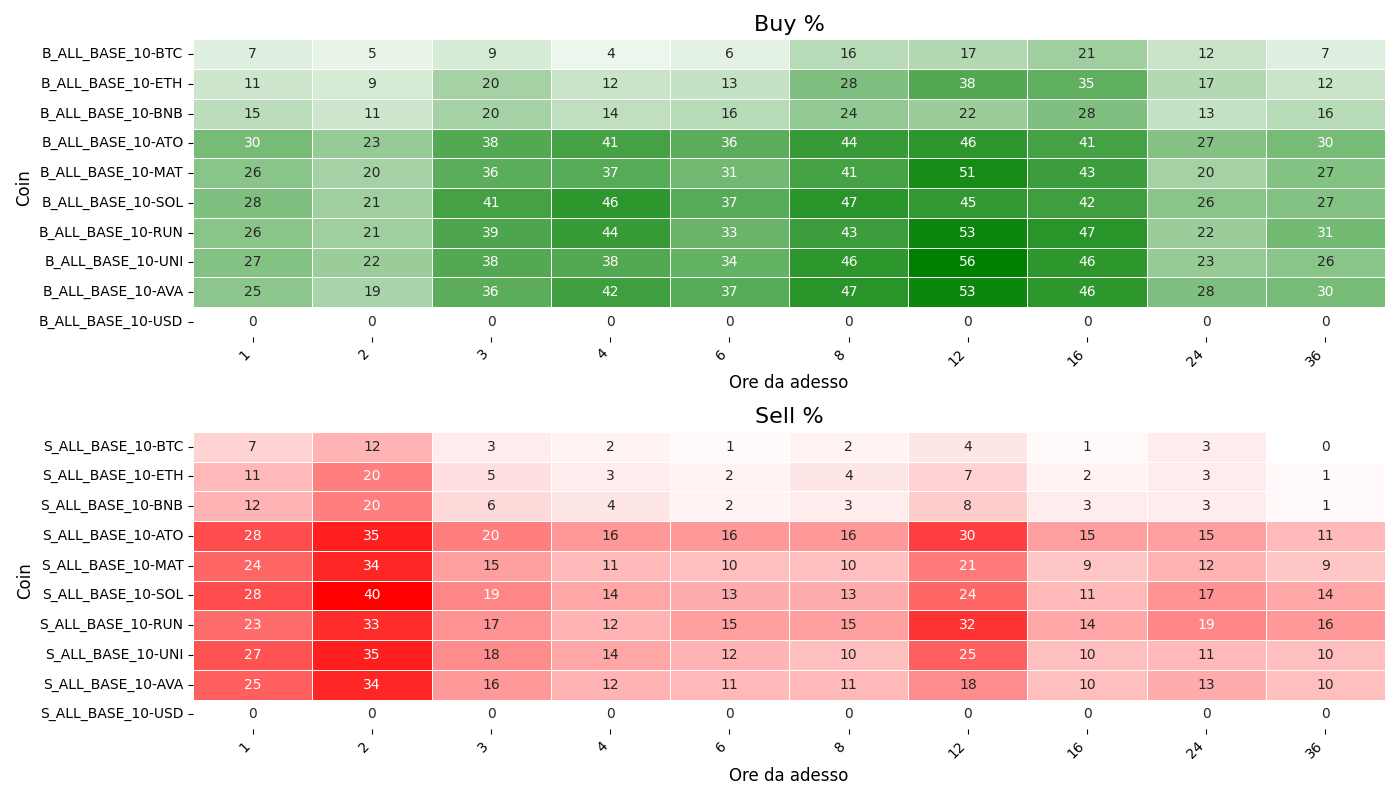 Buy %
Coin
B_ALL_BASE_10-BTC 7 5 9 4 6 16 17 21 12 7
B_ALL_BASE_10-ETH 11 9 20 12 13 28 38 35 17 12
B_ALL_BASE_10-BNB 15 11 20 14 16 24 22 28 13 16
B_ALL_BASE_10-ATO 30 23 38 41 36 44 46 41 27 30
B_ALL_BASE_10-MAT 26 20 36 37 31 41 51 43 20 27
B_ALL_BASE_10-SOL 28 21 41 46 37 47 45 42 26 27
B_ALL_BASE_10-RUN 26 21 39 44 33 43 53 47 22 31
B_ALL_BASE_10-UNI 27 22 38 38 34 46 56 46 23 26
B_ALL_BASE_10-AVA 25 19 36 42 37 47 53 46 28 30
B_ALL_BASE_10-USD 0 0 0 0 0 0 0 0 0 0
1 2 3 4 6 8 12 16 24 36
Ore da adesso
Sell %
Coin
S_ALL_BASE_10-BTC 7 12 3 2 1 2 4 1 3 0
S_ALL_BASE_10-ETH 11 20 5 3 2 4 7 2 3 1
S_ALL_BASE_10-BNB 12 20 6 4 2 3 8 3 3 1
S_ALL_BASE_10-ATO 28 35 20 16 16 16 30 15 15 11
S_ALL_BASE_10-MAT 24 34 15 11 10 10 21 9 12 9
S_ALL_BASE_10-SOL 28 40 19 14 13 13 24 11 17 14
S_ALL_BASE_10-RUN 23 33 17 12 15 15 32 14 19 16
S_ALL_BASE_10-UNI 27 35 18 14 12 10 25 10 11 10
S_ALL_BASE_10-AVA 25 34 16 12 11 11 18 10 13 10
S_ALL_BASE_10-USD 0 0 0 0 0 0 0 0 0 0
1 2 3 4 6 8 12 16 24 36
Ore da adesso